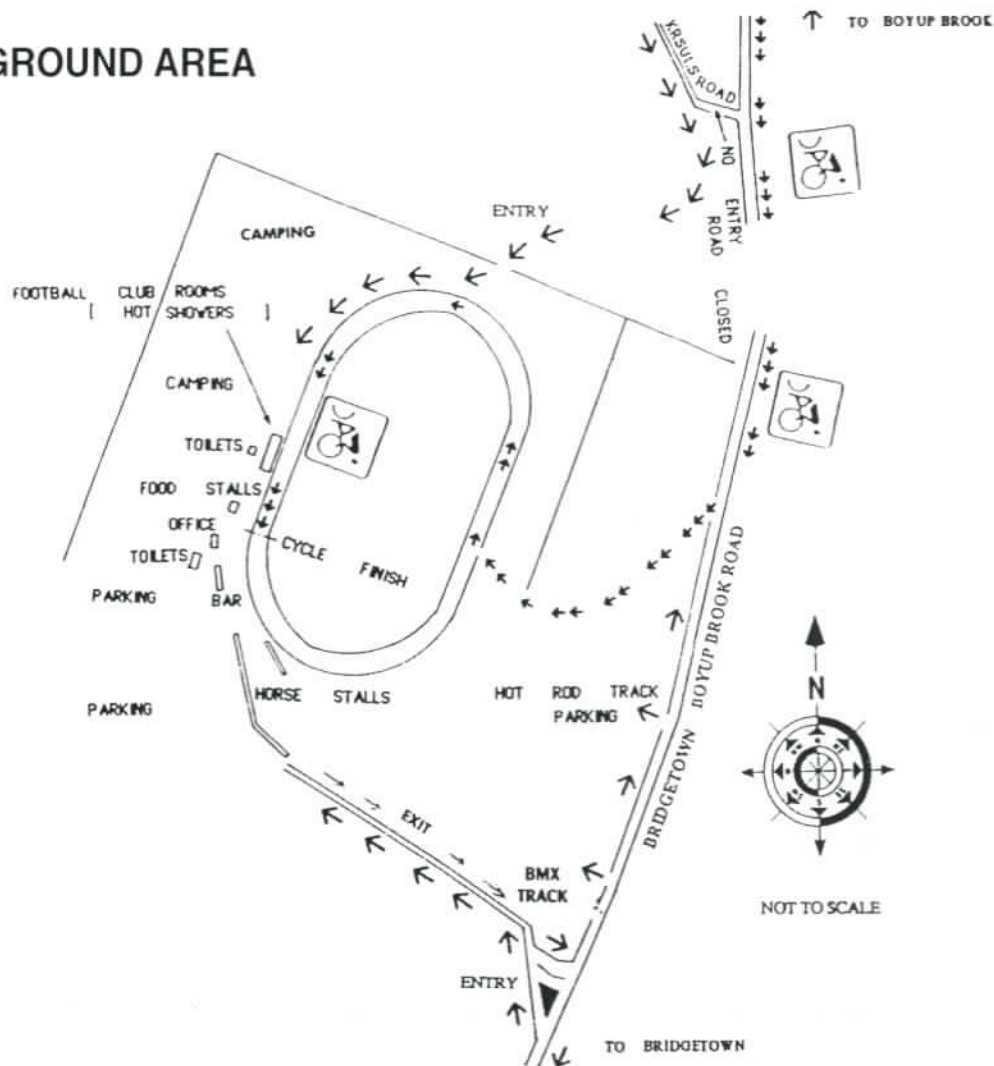 GROUND AREA
TO BOYUP BROOK
KRSULS ROAD
NO ENTRY
ROAD CLOSED
ENTRY
CAMPING
FOOTBALL CLUB ROOMS
[ HOT SHOWERS ]
CAMPING
TOILETS
FOOD STALLS
OFFICE
CYCLE FINISH
TOILETS
PARKING
BAR
HORSE STALLS
PARKING
HOT ROD TRACK
PARKING
BRIDGETOWN BOYUP BROOK ROAD
N
EXIT
BMX
TRACK
NOT TO SCALE
ENTRY
TO BRIDGETOWN